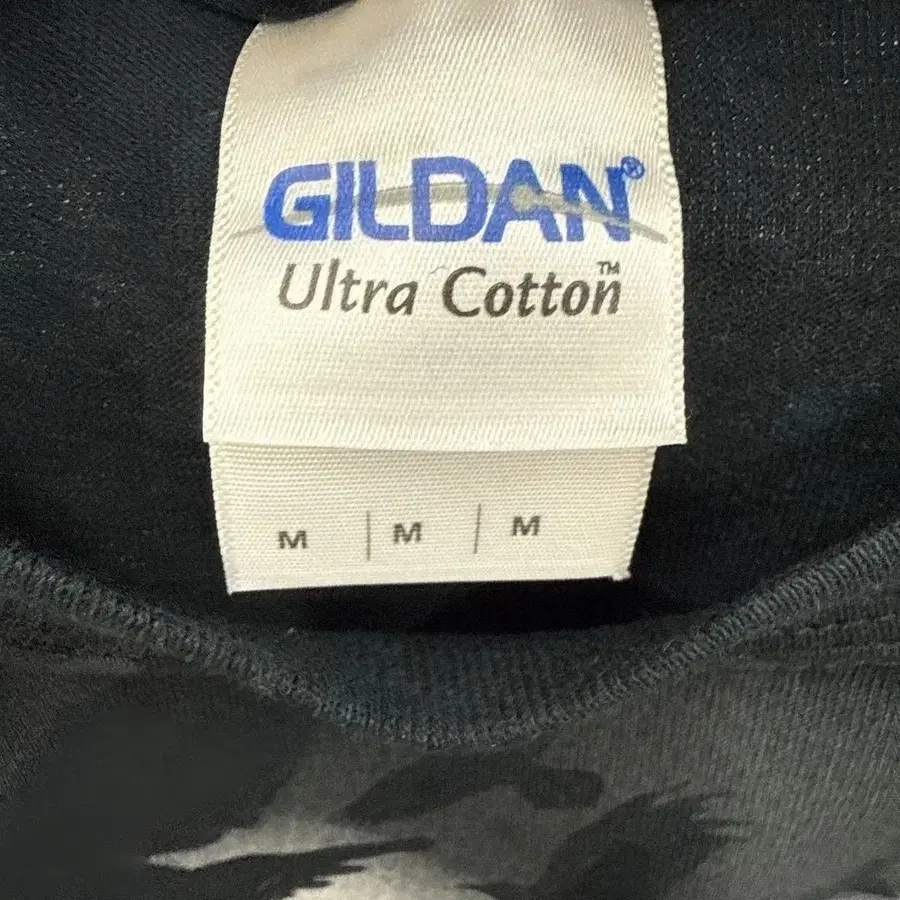 GILDAN®
Ultra Cotton™
M | M | M